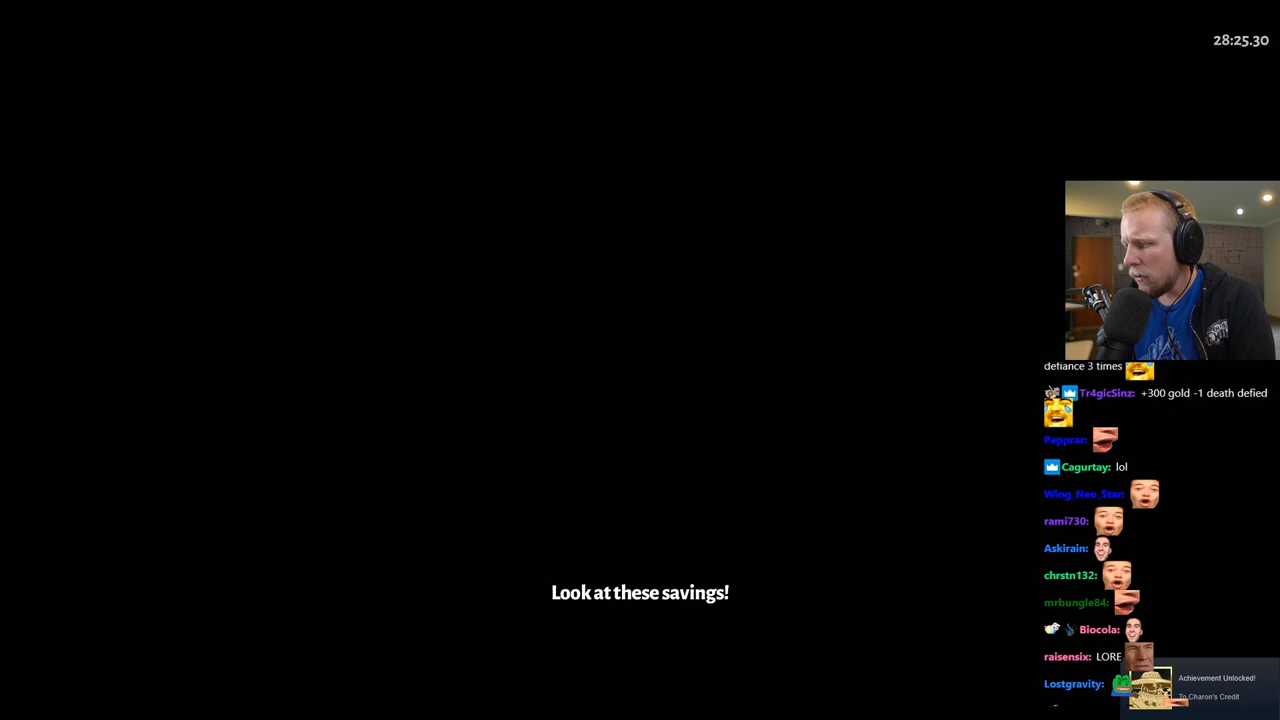 28:25.30
defiance 3 times
Tr4gicSinz: +300 gold -1 death defied
Pepprar:
Cagurtay: lol
Wing_Neo_Star:
rami730:
Askirain:
chrstn132:
mrbungle84:
Biocola:
raisensix: LORE
Lostgravity:
Look at these savings!
Achievement Unlocked!
To Charon's Credit